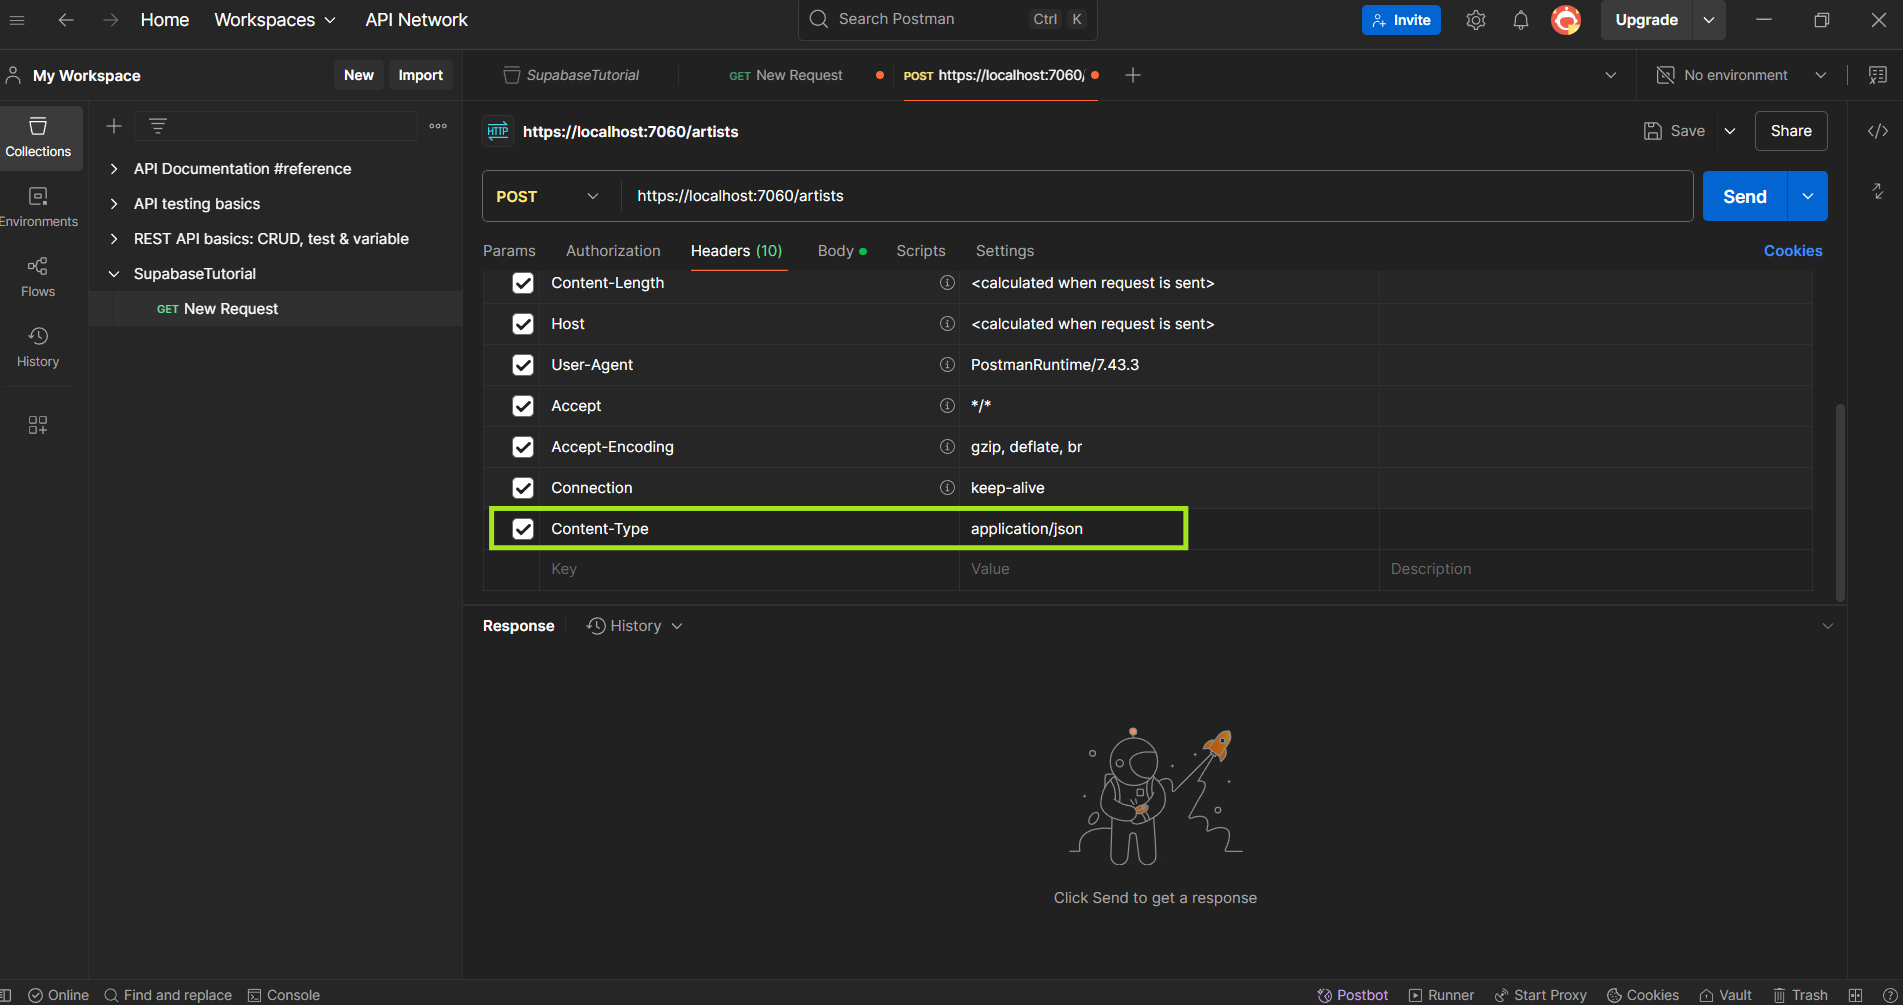 Home Workspaces API Network Search Postman Ctrl K Invite Upgrade
My Workspace New Import SupabaseTutorial GET New Request POST https://localhost:7060/ No environment
Collections
Environments
Flows
History
API Documentation #reference
API testing basics
REST API basics: CRUD, test & variable
SupabaseTutorial
GET New Request
HTTP https://localhost:7060/artists Save Share
POST https://localhost:7060/artists Send
Params Authorization Headers (10) Body Scripts Settings Cookies
Content-Length <calculated when request is sent>
Host <calculated when request is sent>
User-Agent PostmanRuntime/7.43.3
Accept */*
Accept-Encoding gzip, deflate, br
Connection keep-alive
Content-Type application/json
Key Value Description
Response History
Click Send to get a response
Online Find and replace Console Postbot Runner Start Proxy Cookies Vault Trash